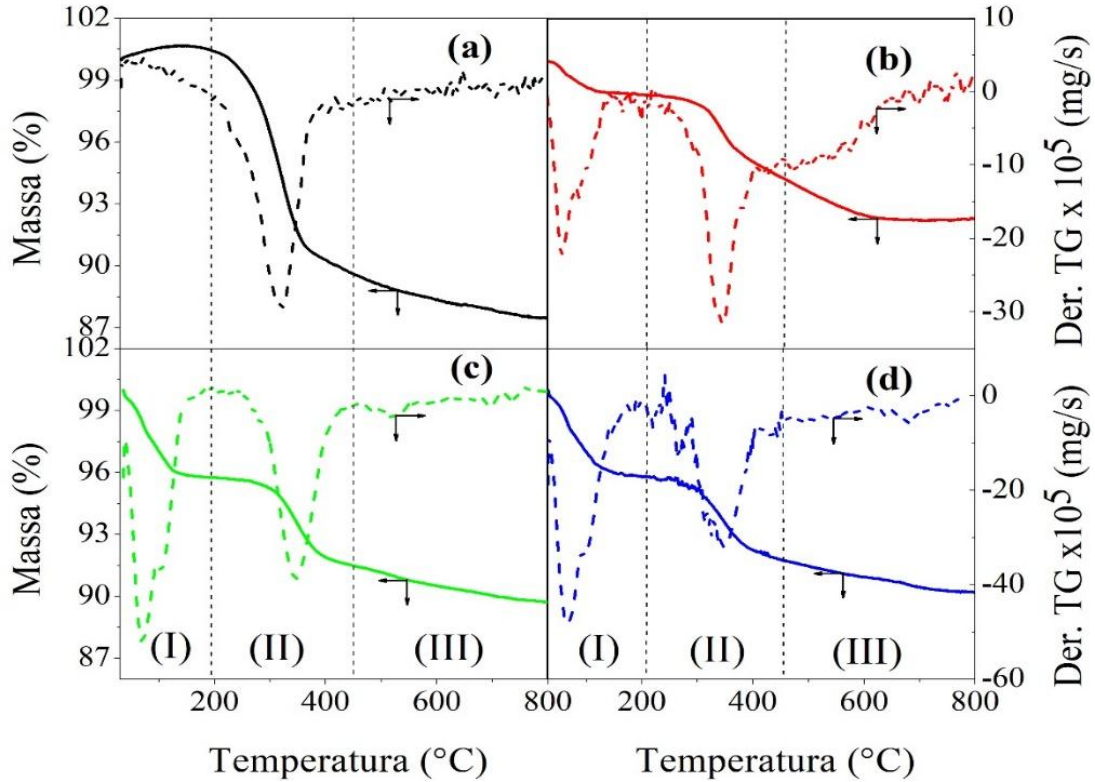 102
99
96
93
90
87
Massa (%)
(a)
(b)
10
0
-10
-20
-30
Der. TG x 10⁵ (mg/s)
102
99
96
93
90
87
Massa (%)
(c)
(d)
0
-20
-40
-60
Der. TG x10⁵ (mg/s)
(I) (II) (III)
(I) (II) (III)
200 400 600 800
200 400 600 800
Temperatura (°C)
Temperatura (°C)